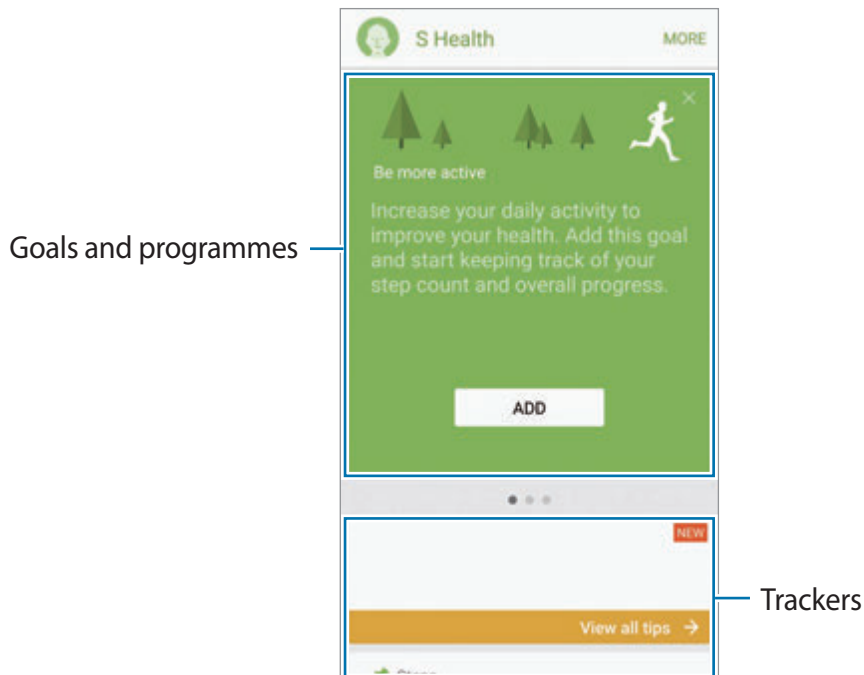 S Health
MORE
Be more active
Increase your daily activity to
improve your health. Add this goal
and start keeping track of your
step count and overall progress.
Goals and programmes
ADD
NEW
Trackers
View all tips